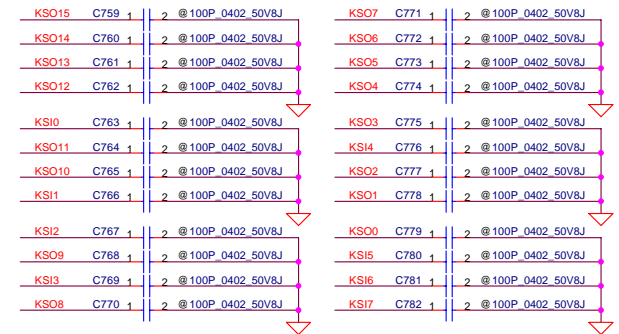 KSO15 C759 1 2 @100P_0402_50V8J
KSO14 C760 1 2 @100P_0402_50V8J
KSO13 C761 1 2 @100P_0402_50V8J
KSO12 C762 1 2 @100P_0402_50V8J
KSI0 C763 1 2 @100P_0402_50V8J
KSO11 C764 1 2 @100P_0402_50V8J
KSO10 C765 1 2 @100P_0402_50V8J
KSI1 C766 1 2 @100P_0402_50V8J
KSI2 C767 1 2 @100P_0402_50V8J
KSO9 C768 1 2 @100P_0402_50V8J
KSI3 C769 1 2 @100P_0402_50V8J
KSO8 C770 1 2 @100P_0402_50V8J
KSO7 C771 1 2 @100P_0402_50V8J
KSO6 C772 1 2 @100P_0402_50V8J
KSO5 C773 1 2 @100P_0402_50V8J
KSO4 C774 1 2 @100P_0402_50V8J
KSO3 C775 1 2 @100P_0402_50V8J
KSI4 C776 1 2 @100P_0402_50V8J
KSO2 C777 1 2 @100P_0402_50V8J
KSO1 C778 1 2 @100P_0402_50V8J
KSO0 C779 1 2 @100P_0402_50V8J
KSI5 C780 1 2 @100P_0402_50V8J
KSI6 C781 1 2 @100P_0402_50V8J
KSI7 C782 1 2 @100P_0402_50V8J